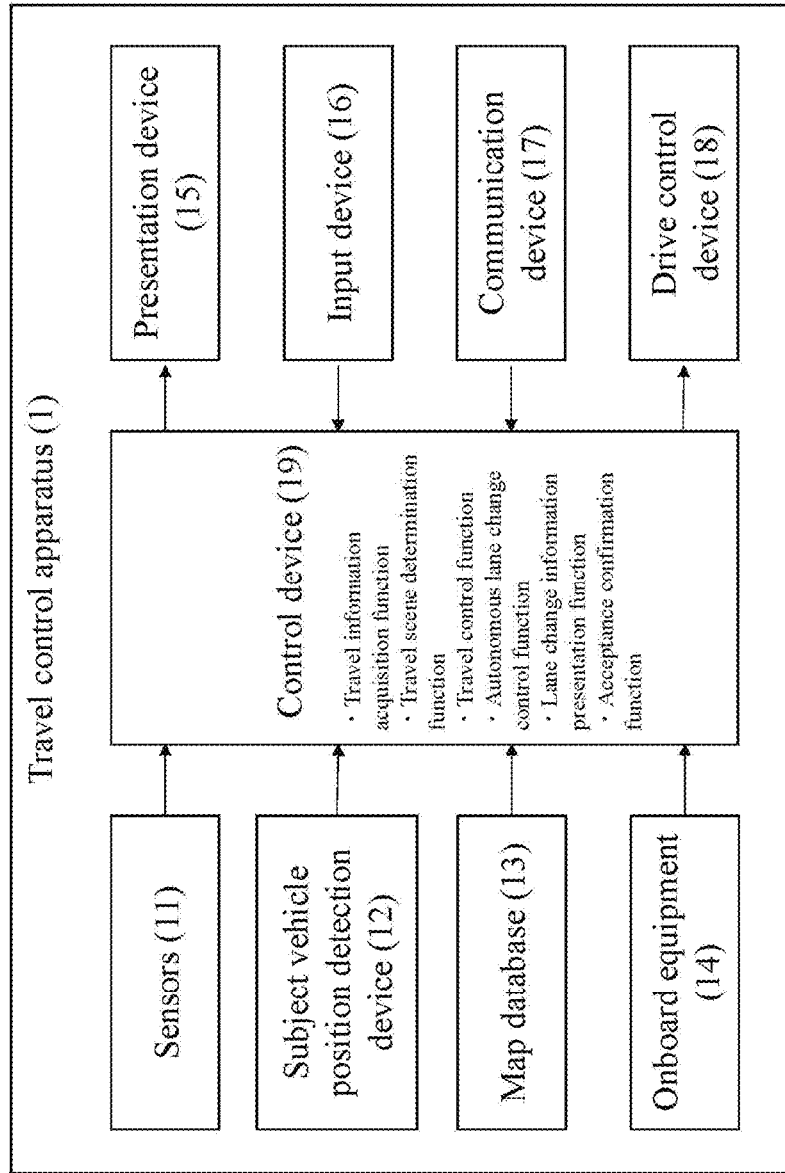 Travel control apparatus (1)
Sensors (11)
Subject vehicle
position detection
device (12)
Map database (13)
Onboard equipment
(14)
Control device (19)
・Travel information
acquisition function
・Travel scene determination
function
・Travel control function
・Autonomous lane change
control function
・Lane change information
presentation function
・Acceptance confirmation
function
Presentation device
(15)
Input device (16)
Communication
device (17)
Drive control
device (18)